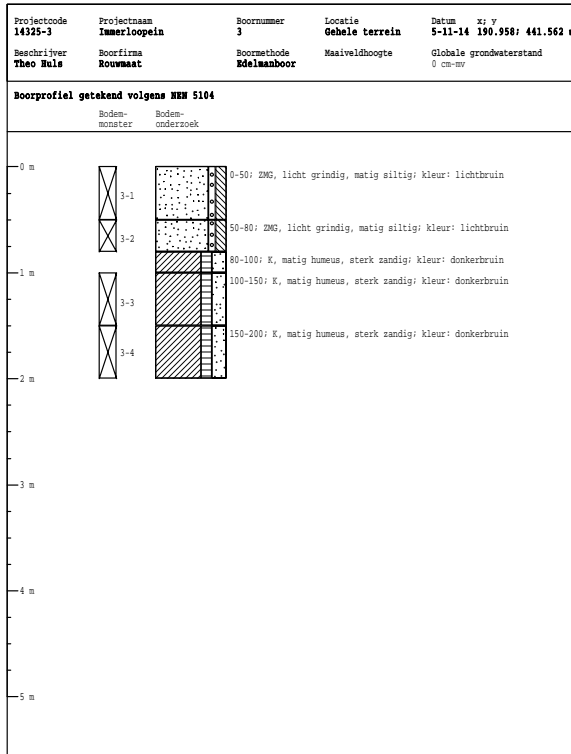 Projectcode Projectnaam Boornummer Locatie Datum x; y
14325-3 Immerloopein 3 Gehele terrein 5-11-14 190.958; 441.562
Beschrijver Boorfirma Boormethode Maaiveldhoogte Globale grondwaterstand
Theo Huls Rouwmaat Edelmanboor 0 cm-mv
Boorprofiel getekend volgens NEN 5104
Bodem- Bodem-
monster onderzoek
0 m
0-50; ZMG, licht grindig, matig siltig; kleur: lichtbruin
3-1
50-80; ZMG, licht grindig, matig siltig; kleur: lichtbruin
3-2
80-100; K, matig humeus, sterk zandig; kleur: donkerbruin
1 m
100-150; K, matig humeus, sterk zandig; kleur: donkerbruin
3-3
150-200; K, matig humeus, sterk zandig; kleur: donkerbruin
3-4
2 m
3 m
4 m
5 m